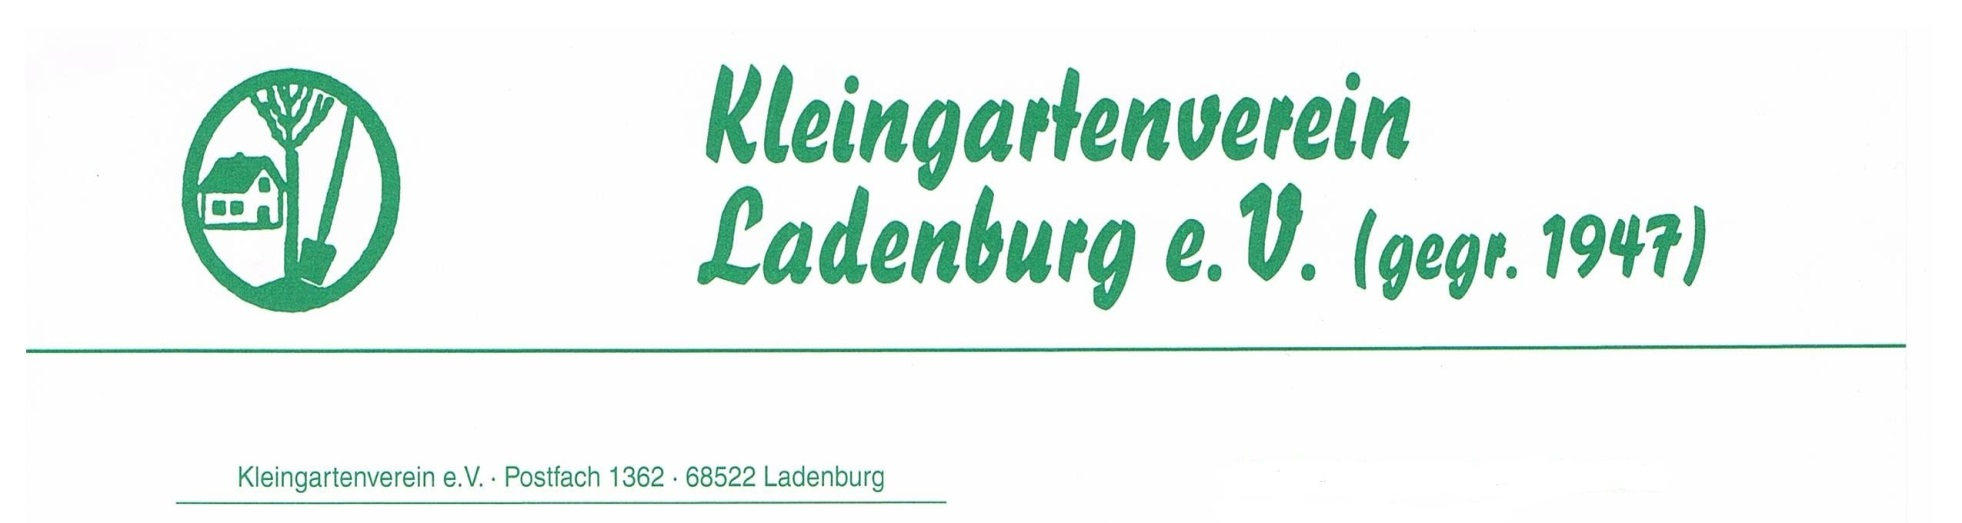 Kleingartenverein
Ladenburg e.V. (gegr. 1947)
Kleingartenverein e.V. · Postfach 1362 · 68522 Ladenburg